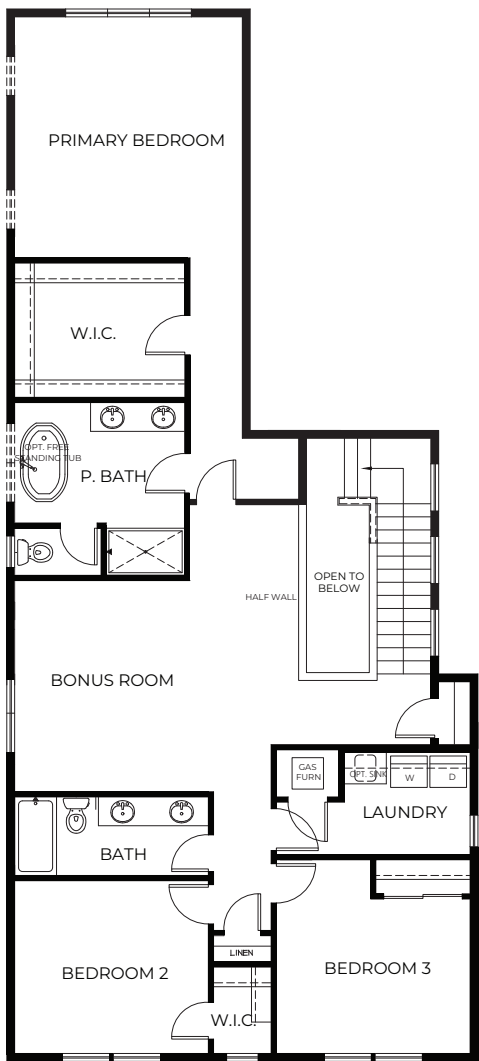 PRIMARY BEDROOM
W.I.C.
OPT. FREE
STANDING TUB
P. BATH
OPEN TO
BELOW
HALF WALL
BONUS ROOM
GAS
FURN
OPT. SINK
W
D
LAUNDRY
BATH
LINEN
BEDROOM 2
BEDROOM 3
W.I.C.